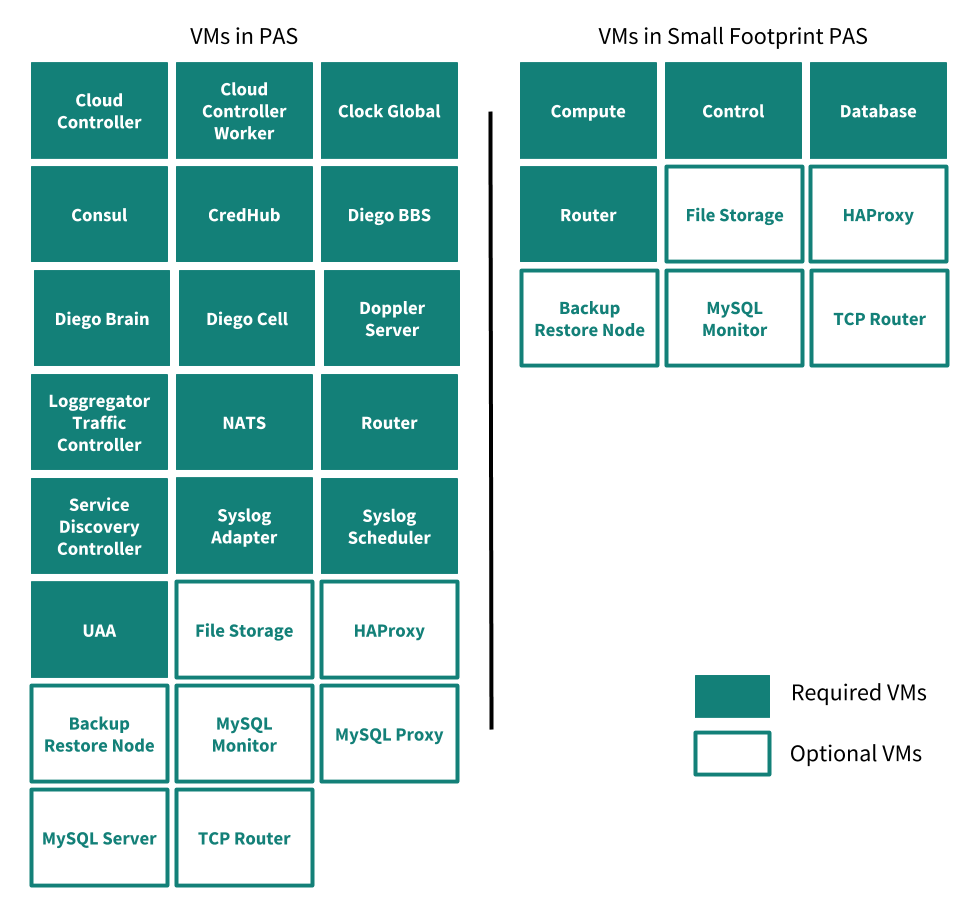 VMs in PAS
Cloud
Controller
Cloud
Controller
Worker
Clock Global
Consul
CredHub
Diego BBS
Diego Brain
Diego Cell
Doppler
Server
Loggregator
Traffic
Controller
NATS
Router
Service
Discovery
Controller
Syslog
Adapter
Syslog
Scheduler
UAA
File Storage
HAProxy
Backup
Restore Node
MySQL
Monitor
MySQL Proxy
MySQL Server
TCP Router
VMs in Small Footprint PAS
Compute
Control
Database
Router
File Storage
HAProxy
Backup
Restore Node
MySQL
Monitor
TCP Router
Required VMs
Optional VMs